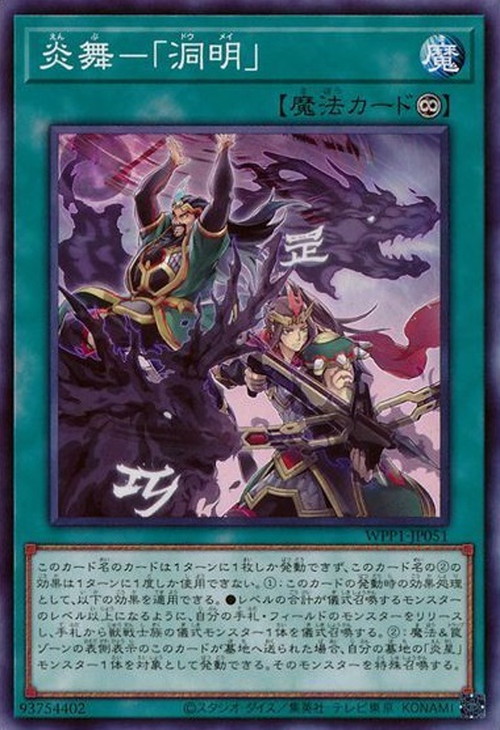 炎舞－「洞明」
魔
【魔法カード】
罡
巧
WPP1-JP051
このカード名のカードは１ターンに１枚しか発動できず、このカード名の②の
効果は１ターンに１度しか使用できない。①：このカードの発動時の効果処理
として、以下の効果を適用できる。●レベルの合計が儀式召喚するモンスター
のレベル以上になるように、自分の手札・フィールドのモンスターをリリース
し、手札から獣戦士族の儀式モンスター１体を儀式召喚する。②：魔法＆罠
ゾーンの表側表示のこのカードが墓地へ送られた場合、自分の墓地の「炎星」
モンスター１体を対象として発動できる。そのモンスターを特殊召喚する。
93754402 ©スタジオ・ダイス／集英社・テレビ東京・KONAMI